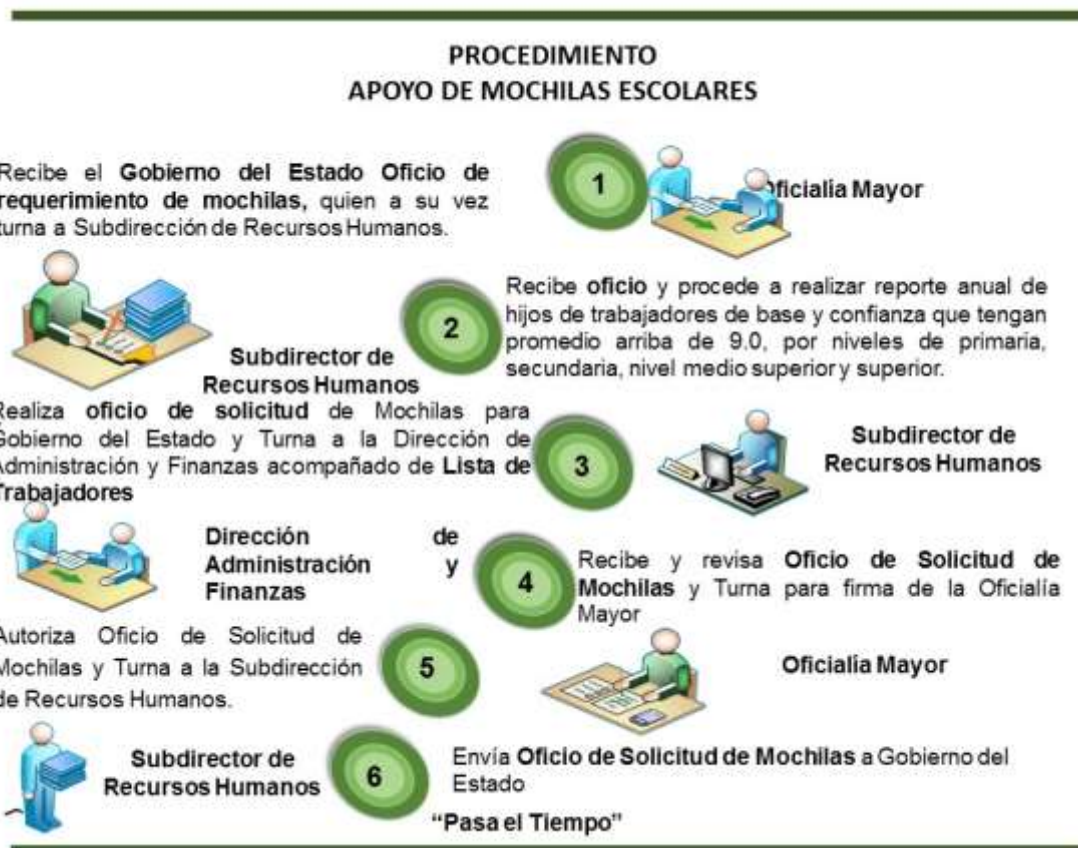 PROCEDIMIENTO
APOYO DE MOCHILAS ESCOLARES
Recibe el Gobierno del Estado Oficio de
requerimiento de mochilas, quien a su vez
turna a Subdirección de Recursos Humanos.
1
Oficialía Mayor
Subdirector de
Recursos Humanos
2
Recibe oficio y procede a realizar reporte anual de
hijos de trabajadores de base y confianza que tengan
promedio arriba de 9.0, por niveles de primaria,
secundaria, nivel medio superior y superior.
Realiza oficio de solicitud de Mochilas para
Gobierno del Estado y Turna a la Dirección de
Administración y Finanzas acompañado de Lista de
Trabajadores
3
Subdirector de
Recursos Humanos
Dirección de
Administración y
Finanzas
4
Recibe y revisa Oficio de Solicitud de
Mochilas y Turna para firma de la Oficialía
Mayor
Autoriza Oficio de Solicitud de
Mochilas y Turna a la Subdirección
de Recursos Humanos.
5
Oficialía Mayor
Subdirector de
Recursos Humanos
6
Envía Oficio de Solicitud de Mochilas a Gobierno del
Estado
“Pasa el Tiempo”